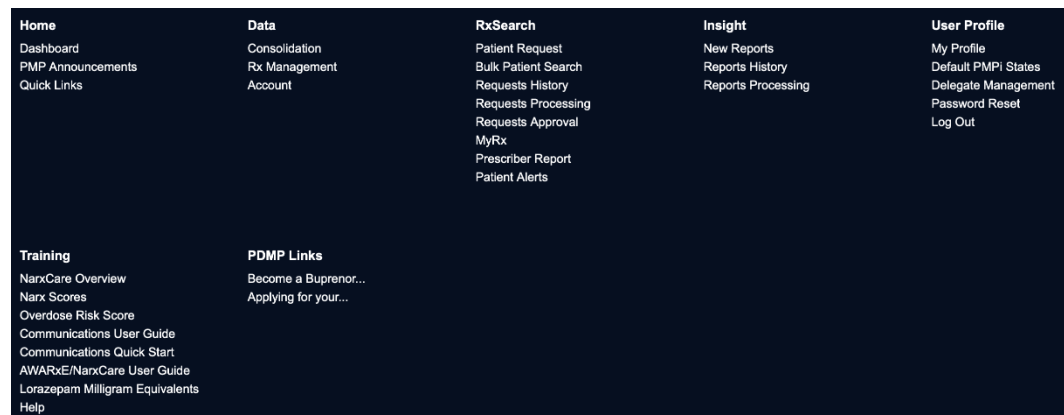 Home
Dashboard
PMP Announcements
Quick Links
Data
Consolidation
Rx Management
Account
RxSearch
Patient Request
Bulk Patient Search
Requests History
Requests Processing
Requests Approval
MyRx
Prescriber Report
Patient Alerts
Insight
New Reports
Reports History
Reports Processing
User Profile
My Profile
Default PMPi States
Delegate Management
Password Reset
Log Out
Training
NarxCare Overview
Narx Scores
Overdose Risk Score
Communications User Guide
Communications Quick Start
AWARxE/NarxCare User Guide
Lorazepam Milligram Equivalents
Help
PDMP Links
Become a Buprenor...
Applying for your...